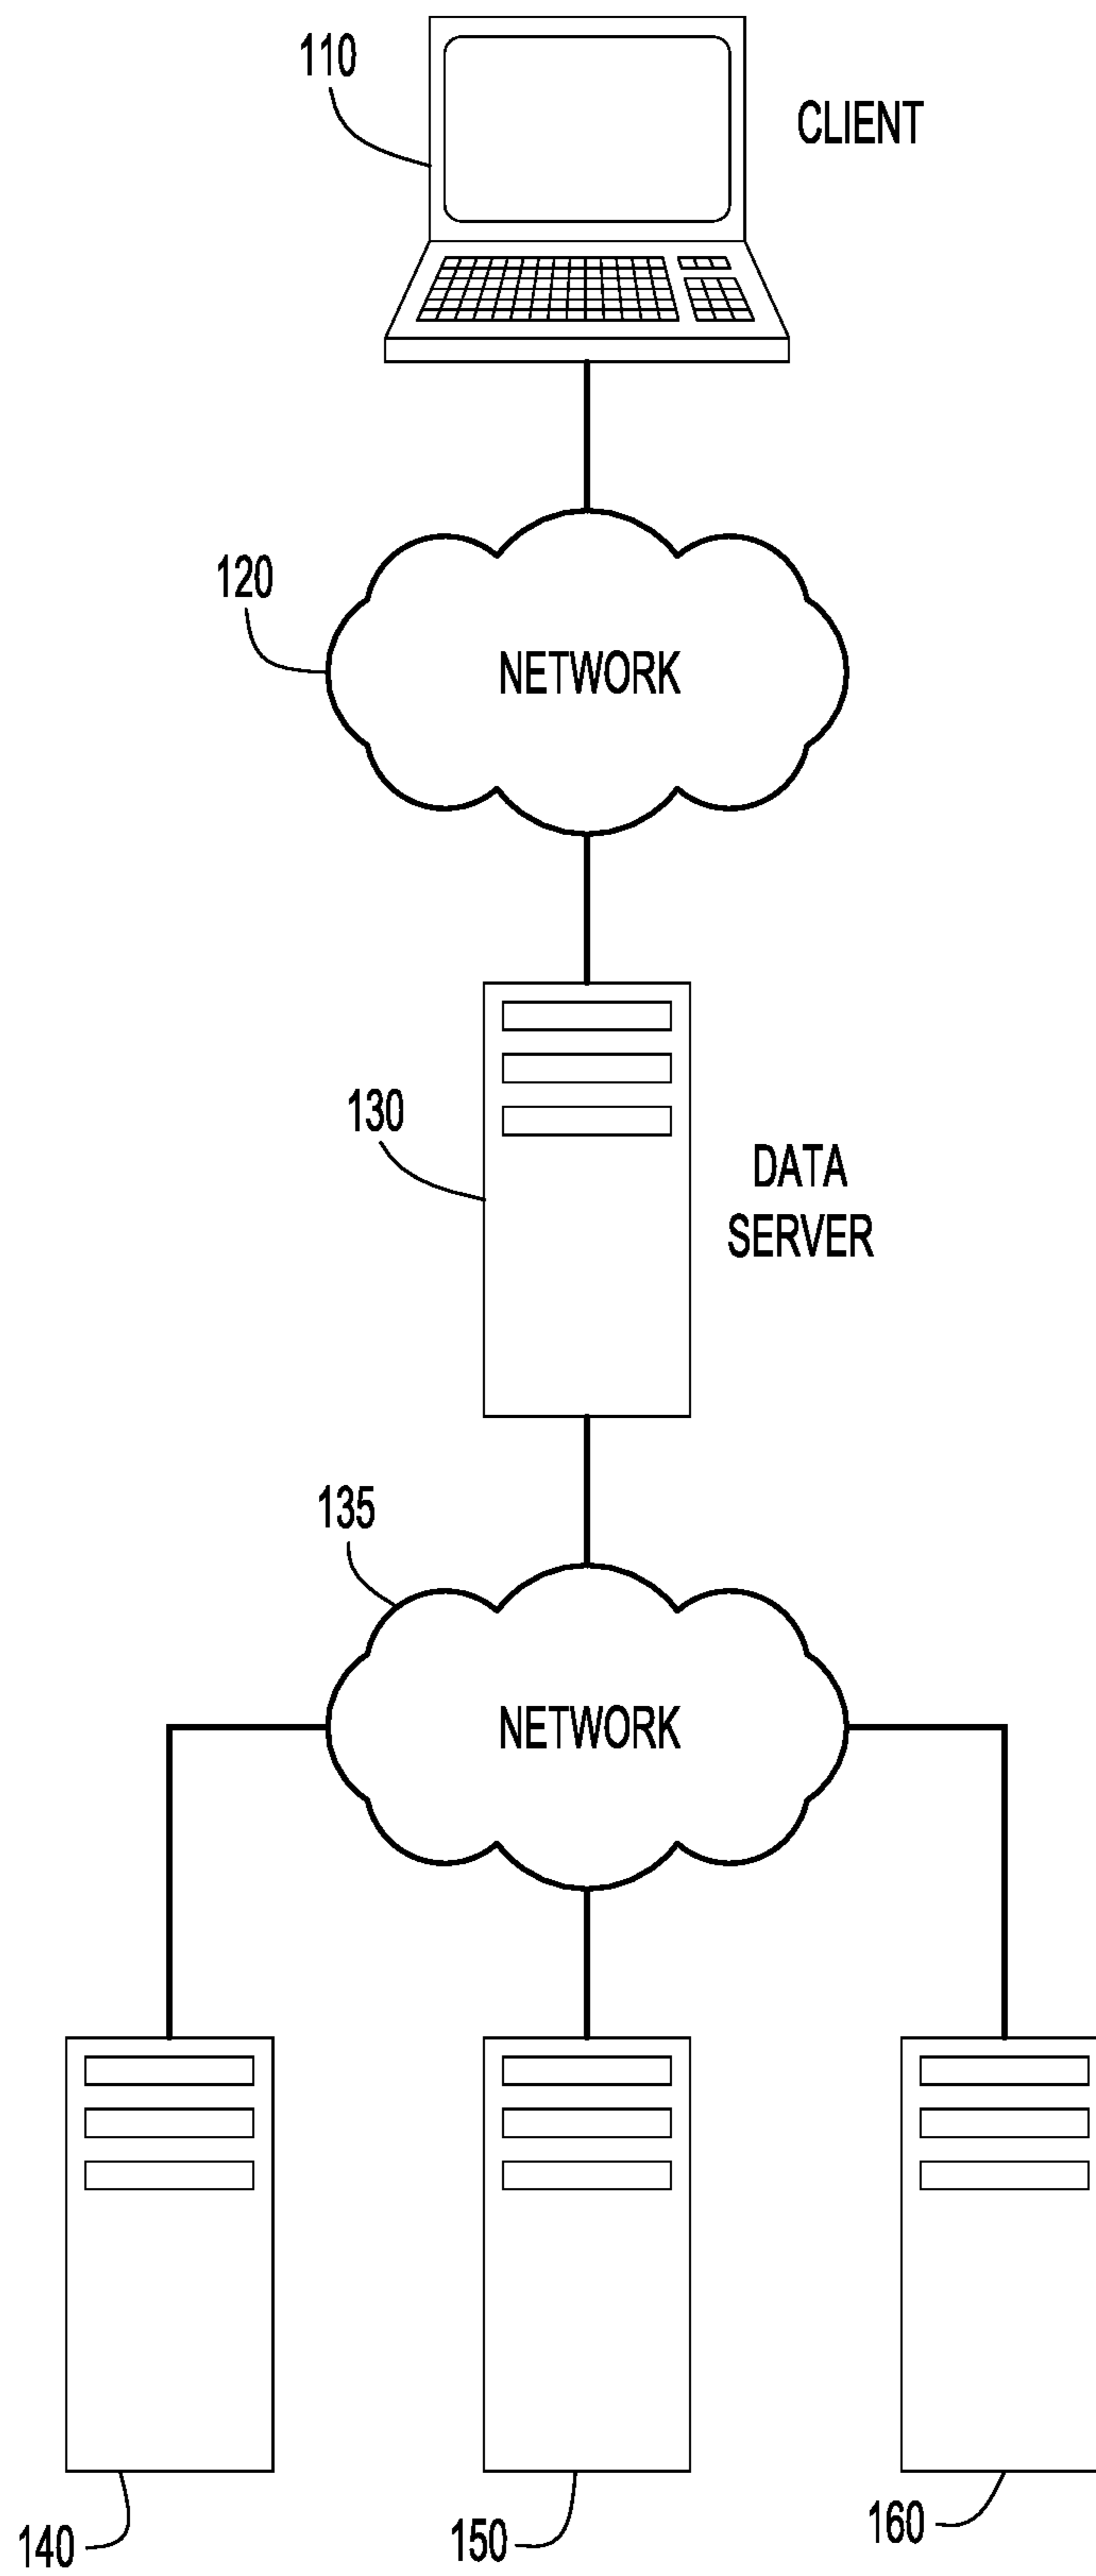 110
CLIENT
120
NETWORK
130
DATA
SERVER
135
NETWORK
140
150
160